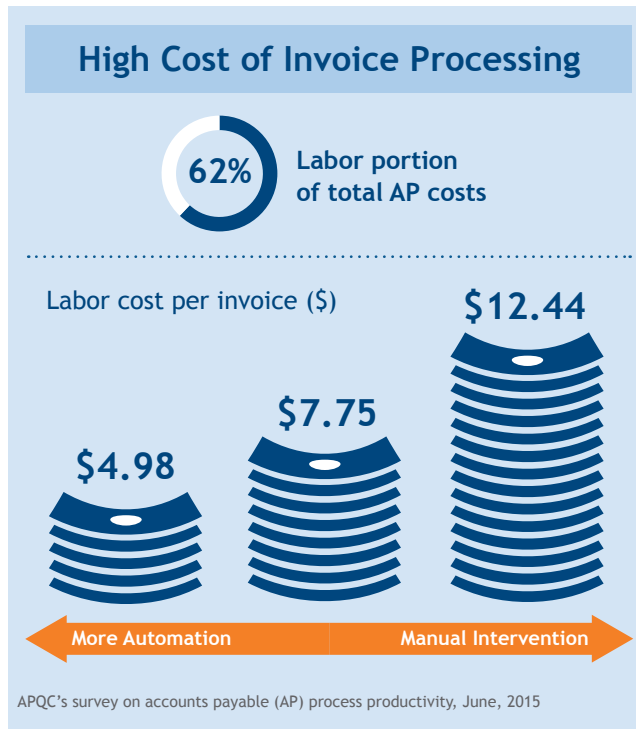 High Cost of Invoice Processing
62%
Labor portion
of total AP costs
Labor cost per invoice ($)
$12.44
$7.75
$4.98
More Automation
Manual Intervention
APQC’s survey on accounts payable (AP) process productivity, June, 2015